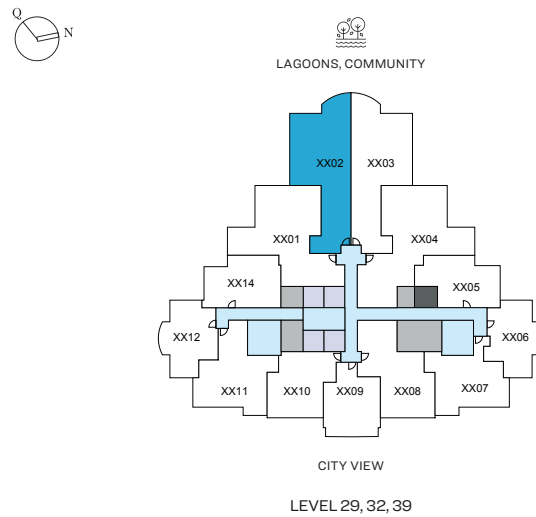 Q
N
LAGOONS, COMMUNITY
XX02 XX03
XX01 XX04
XX14 XX05
XX12 XX06
XX11 XX10 XX09 XX08 XX07
CITY VIEW
LEVEL 29, 32, 39